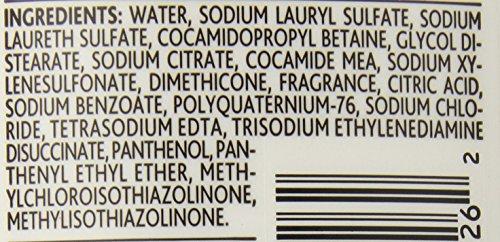 INGREDIENTS: WATER, SODIUM LAURYL SULFATE, SODIUM
LAURETH SULFATE, COCAMIDOPROPYL BETAINE, GLYCOL DI-
STEARATE, SODIUM CITRATE, COCAMIDE MEA, SODIUM XY-
LENESULFONATE, DIMETHICONE, FRAGRANCE, CITRIC ACID,
SODIUM BENZOATE, POLYQUATERNIUM-76, SODIUM CHLO-
RIDE, TETRASODIUM EDTA, TRISODIUM ETHYLENEDIAMINE
DISUCCINATE, PANTHENOL, PAN-
THENYL ETHYL ETHER, METH-
YLCHLOROISOTHIAZOLINONE,
METHYLISOTHIAZOLINONE.
2
26